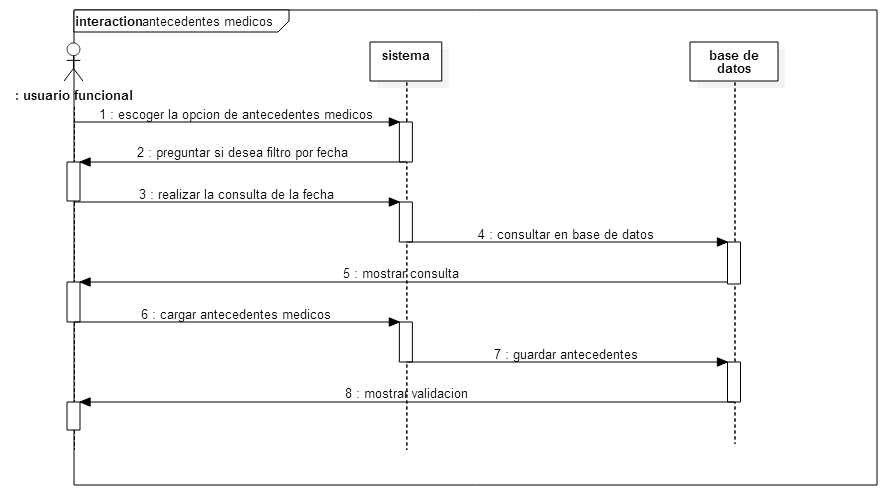 interaction antecedentes medicos
sistema
base de
datos
: usuario funcional
1 : escoger la opcion de antecedentes medicos
2 : preguntar si desea filtro por fecha
3 : realizar la consulta de la fecha
4 : consultar en base de datos
5 : mostrar consulta
6 : cargar antecedentes medicos
7 : guardar antecedentes
8 : mostrar validacion